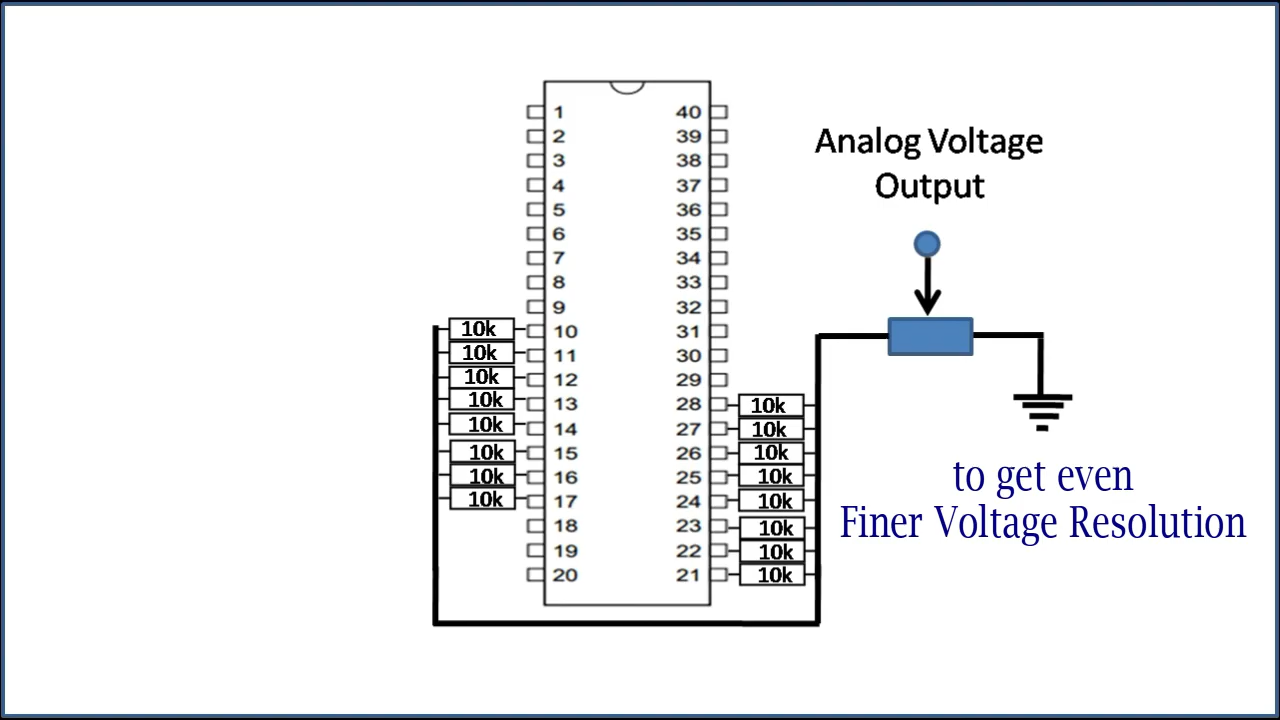 Analog Voltage
Output
1 40
2 39
3 38
4 37
5 36
6 35
7 34
8 33
9 32
10k 10 31
10k 11 30
10k 12 29
10k 13 28 10k
10k 14 27 10k
10k 15 26 10k
10k 16 25 10k
10k 17 24 10k
18 23 10k
19 22 10k
20 21 10k
to get even
Finer Voltage Resolution